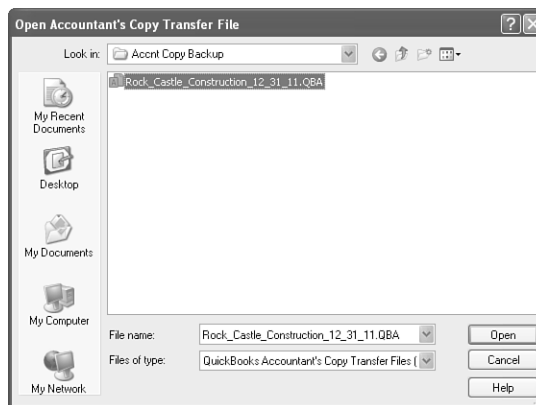 Open Accountant's Copy Transfer File
Look in: Accnt Copy Backup
Rock_Castle_Construction_12_31_11.QBA
My Recent
Documents
Desktop
My Documents
My Computer
My Network
File name: Rock_Castle_Construction_12_31_11.QBA Open
Files of type: QuickBooks Accountant's Copy Transfer Files ( Cancel
Help